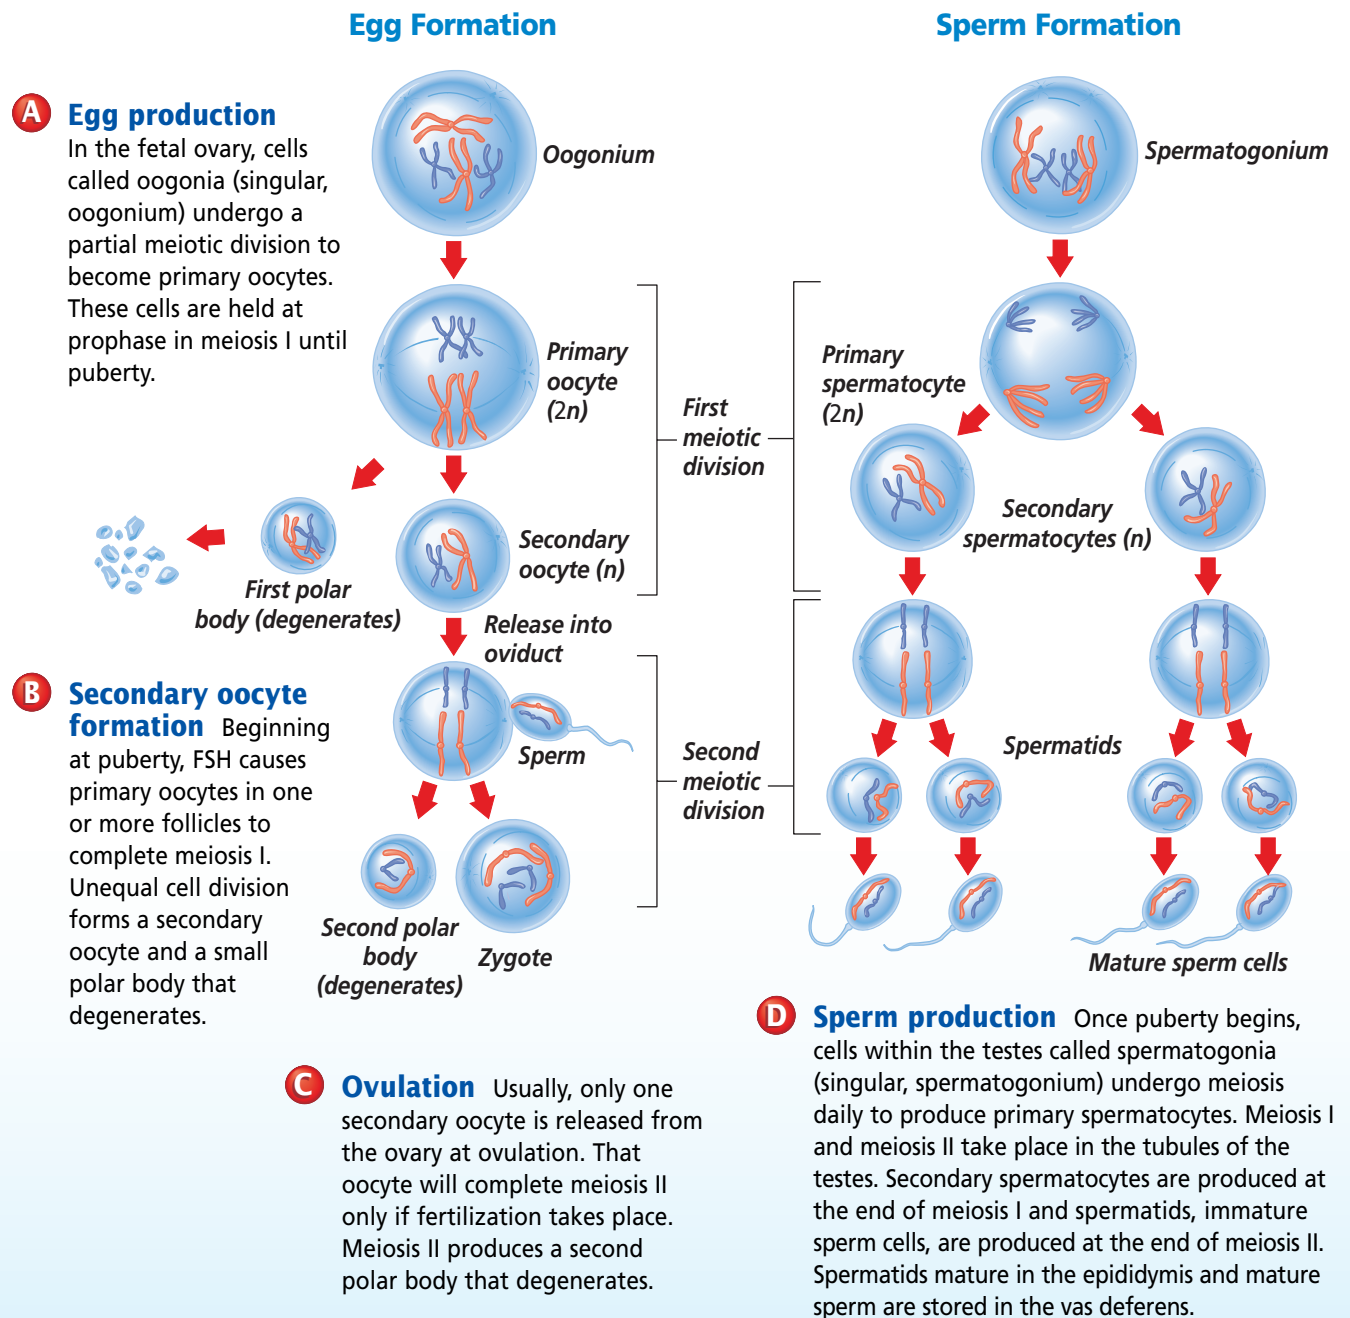 Egg Formation
Sperm Formation
A Egg production
In the fetal ovary, cells
called oogonia (singular,
oogonium) undergo a
partial meiotic division to
become primary oocytes.
These cells are held at
prophase in meiosis I until
puberty.
Oogonium
Primary
oocyte
(2n)
First
meiotic
division
First polar
body (degenerates)
Secondary
oocyte (n)
Release into
oviduct
B Secondary oocyte
formation Beginning
at puberty, FSH causes
primary oocytes in one
or more follicles to
complete meiosis I.
Unequal cell division
forms a secondary
oocyte and a small
polar body that
degenerates.
Sperm
Second
meiotic
division
Second polar
body
(degenerates)
Zygote
C Ovulation Usually, only one
secondary oocyte is released from
the ovary at ovulation. That
oocyte will complete meiosis II
only if fertilization takes place.
Meiosis II produces a second
polar body that degenerates.
Spermatogonium
Primary
spermatocyte
(2n)
Secondary
spermatocytes (n)
Spermatids
Mature sperm cells
D Sperm production Once puberty begins,
cells within the testes called spermatogonia
(singular, spermatogonium) undergo meiosis
daily to produce primary spermatocytes. Meiosis I
and meiosis II take place in the tubules of the
testes. Secondary spermatocytes are produced at
the end of meiosis I and spermatids, immature
sperm cells, are produced at the end of meiosis II.
Spermatids mature in the epididymis and mature
sperm are stored in the vas deferens.